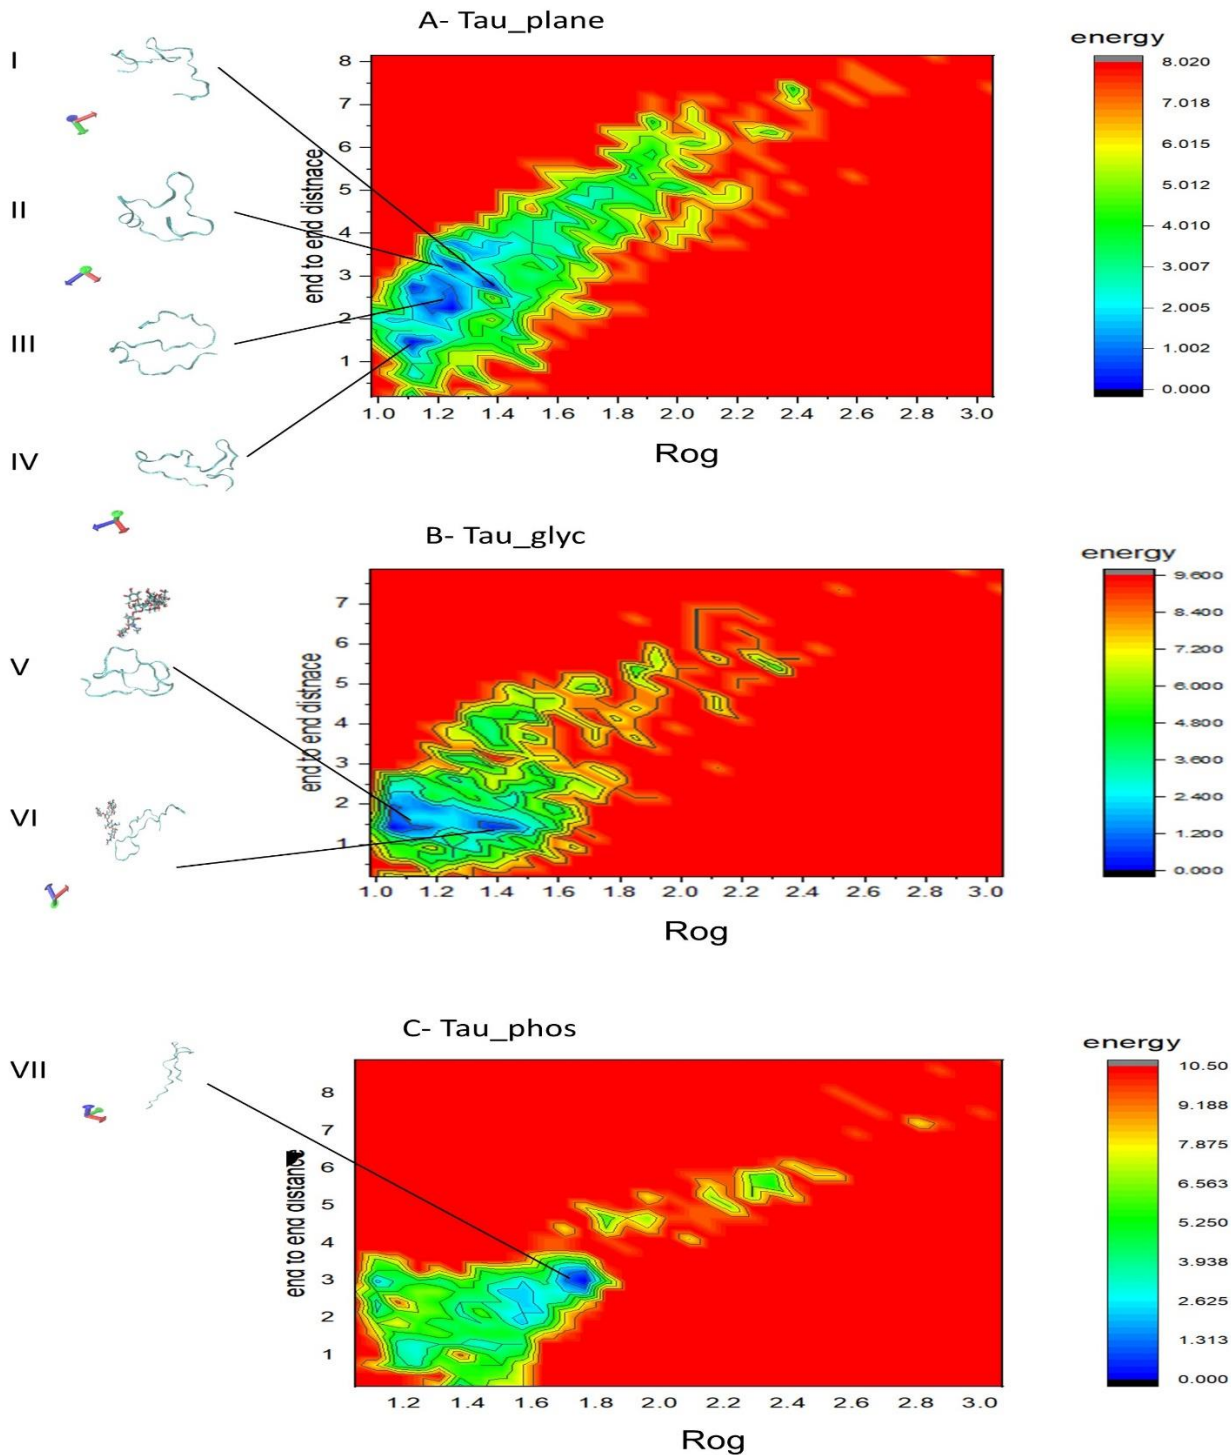 A- Tau_plane
I
II
III
IV
end to end distnace
8
7
6
5
4
3
2
1
1.0 1.2 1.4 1.6 1.8 2.0 2.2 2.4 2.6 2.8 3.0
Rog
energy
8.020
7.018
6.015
5.012
4.010
3.007
2.005
1.002
0.000
B- Tau_glyc
V
VI
end to end distnace
7
6
5
4
3
2
1
1.0 1.2 1.4 1.6 1.8 2.0 2.2 2.4 2.6 2.8 3.0
Rog
energy
9.600
8.400
7.200
6.000
4.800
3.600
2.400
1.200
0.000
C- Tau_phos
VII
end to end distance
8
7
6
5
4
3
2
1
1.2 1.4 1.6 1.8 2.0 2.2 2.4 2.6 2.8 3.0
Rog
energy
10.50
9.188
7.875
6.563
5.250
3.938
2.625
1.313
0.000